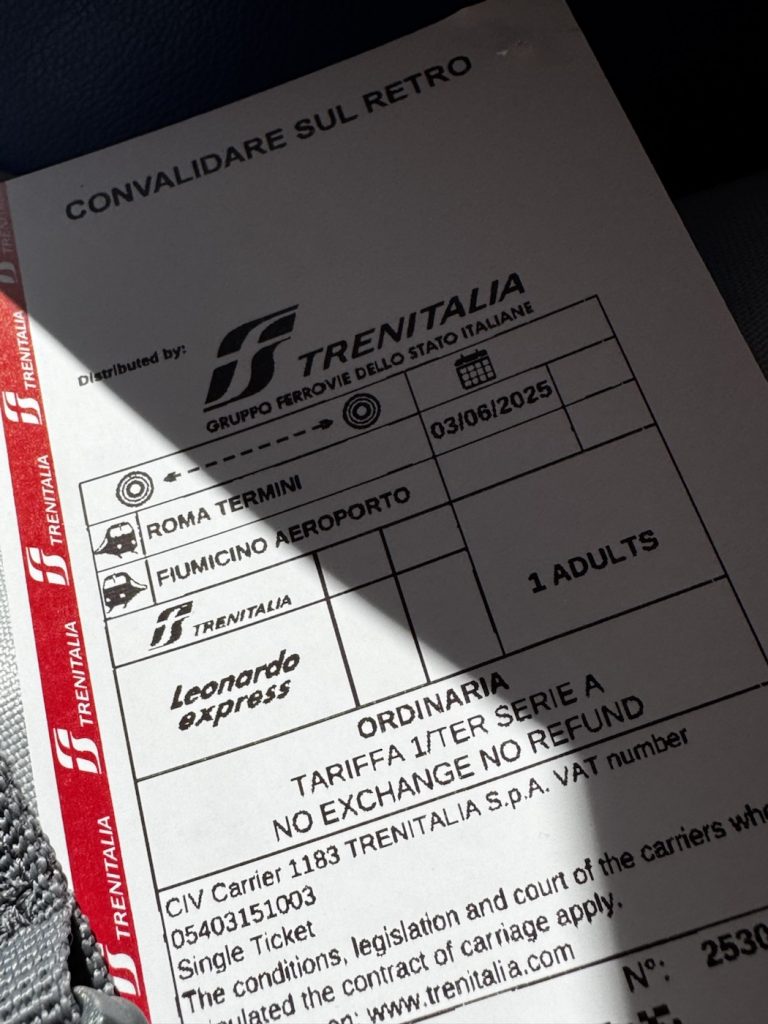 CONVALIDARE SUL RETRO
Distributed by:
TRENITALIA
GRUPPO FERROVIE DELLO STATO ITALIANE
03/06/2025
ROMA TERMINI
FIUMICINO AEROPORTO
1 ADULTS
TRENITALIA
Leonardo
express
ORDINARIA
TARIFFA 1/TER SERIE A
NO EXCHANGE NO REFUND
CIV Carrier 1183 TRENITALIA S.p.A. VAT number
05403151003
Single Ticket
The conditions, legislation and court of the carriers
the contract of carriage apply.
www.trenitalia.com
N°: 2530
TRENITALIA
TRENITALIA
TRENITALIA
TRENITALIA
TRENITALIA